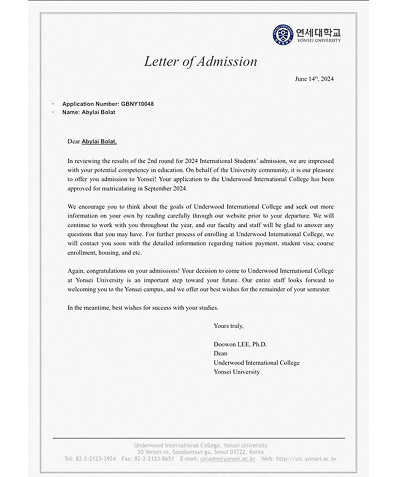 연세대학교
YONSEI UNIVERSITY
Letter of Admission
June 14th, 2024
· Application Number: GBNY10048
· Name: Abylai Bolat
Dear Abylai Bolat,
In reviewing the results of the 2nd round for 2024 International Students' admission, we are impressed
with your potential competency in education. On behalf of the University community, it is our pleasure
to offer you admission to Yonsei! Your application to the Underwood International College has been
approved for matriculating in September 2024.
We encourage you to think about the goals of Underwood International College and seek out more
information on your own by reading carefully through our website prior to your departure. We will
continue to work with you throughout the year, and our faculty and staff will be glad to answer any
questions that you may have. For further process of enrolling at Underwood International College, we
will contact you soon with the detailed information regarding tuition payment, student visa, course
enrollment, housing, and etc.
Again, congratulations on your admissions! Your decision to come to Underwood International College
at Yonsei University is an important step toward your future. Our entire staff looks forward to
welcoming you to the Yonsei campus, and we offer our best wishes for the remainder of your semester.
In the meantime, best wishes for success with your studies.
Yours truly,
Doowon LEE, Ph.D.
Dean
Underwood International College
Yonsei University
Underwood International College, Yonsei University
50 Yonsei-ro, Seodaemun-gu, Seoul 03722, Korea
Tel: 82-2-2123-3924 Fax: 82-2-2123-8651 E-mail: uicadm@yonsei.ac.kr Web: http://uic.yonsei.ac.kr